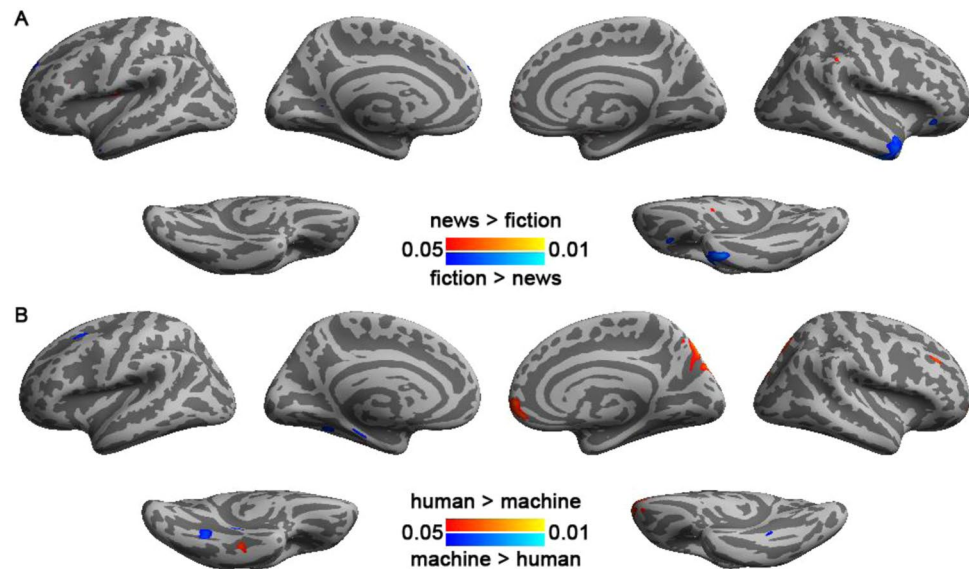 A
news > fiction
0.05 0.01
fiction > news
B
human > machine
0.05 0.01
machine > human